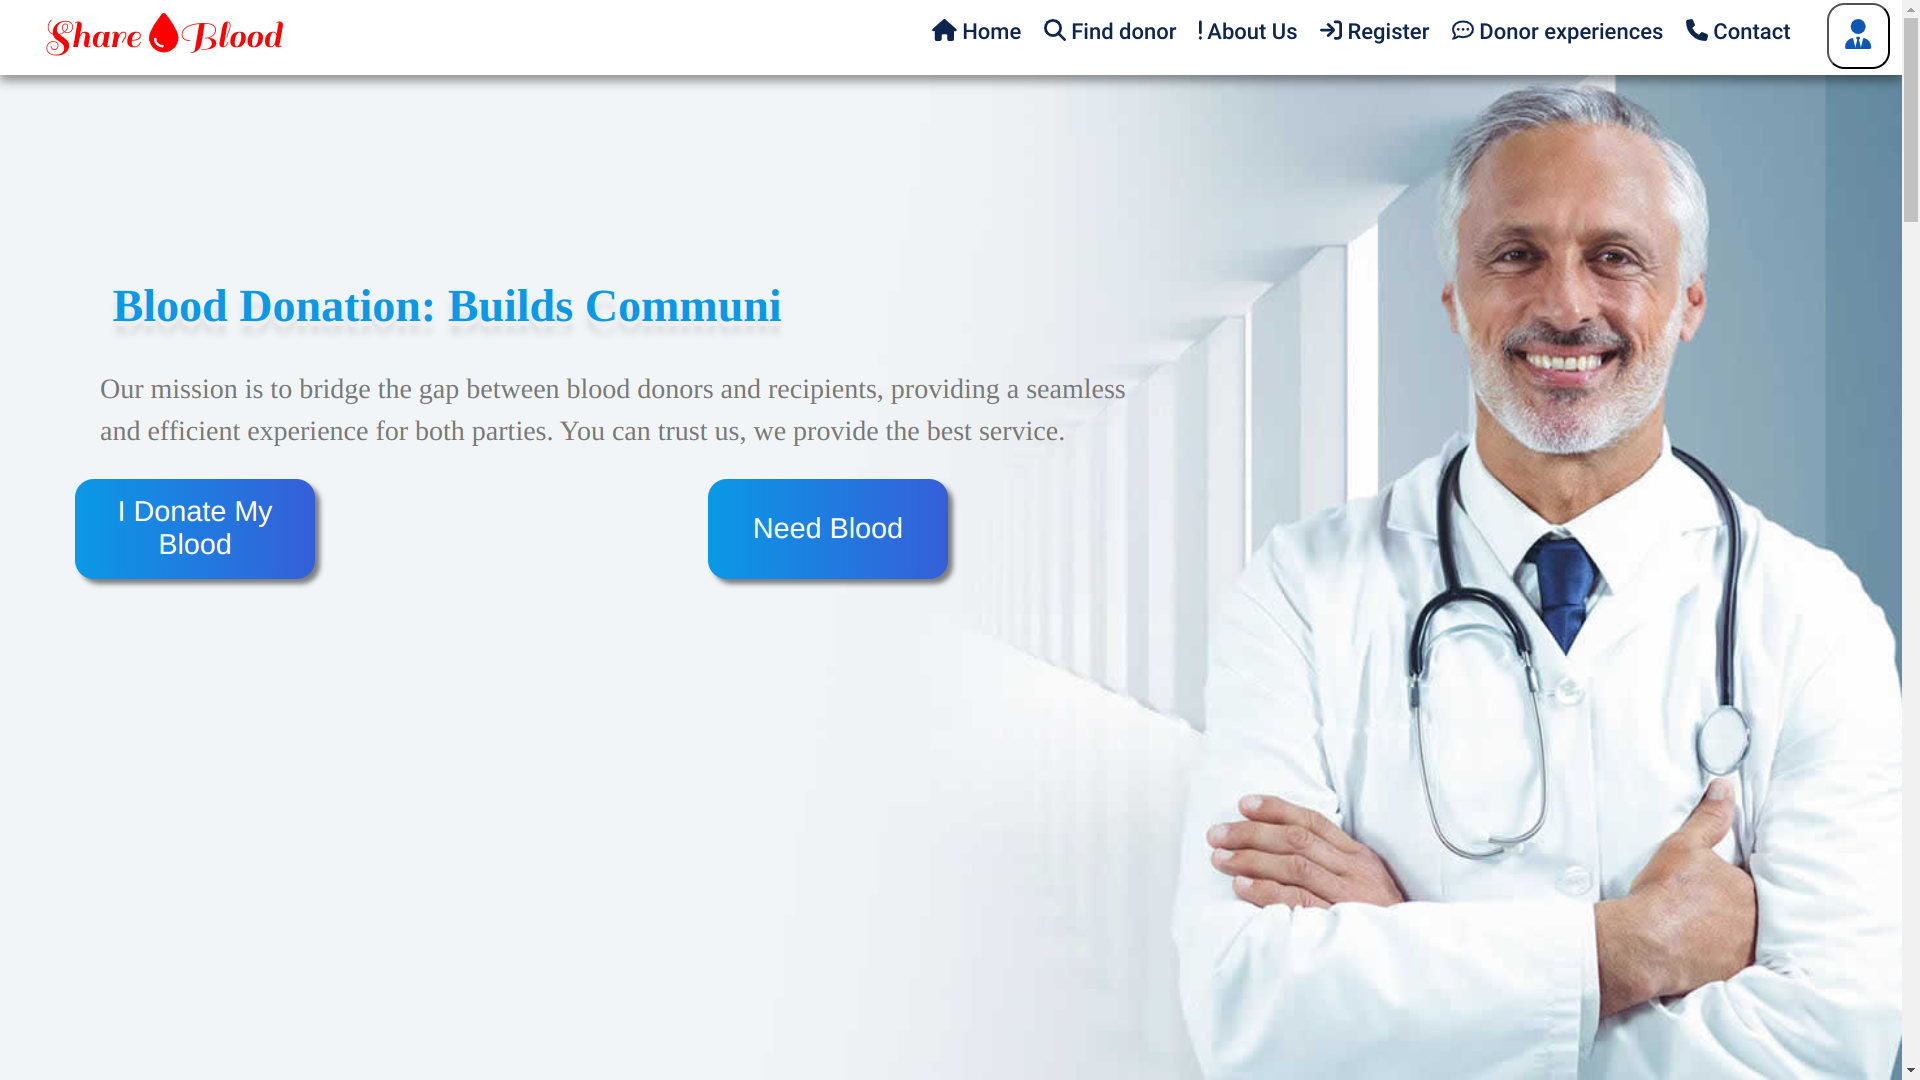 Share Blood
Home
Find donor
About Us
Register
Donor experiences
Contact
Blood Donation: Builds Communi
Our mission is to bridge the gap between blood donors and recipients, providing a seamless
and efficient experience for both parties. You can trust us, we provide the best service.
I Donate My
Blood
Need Blood